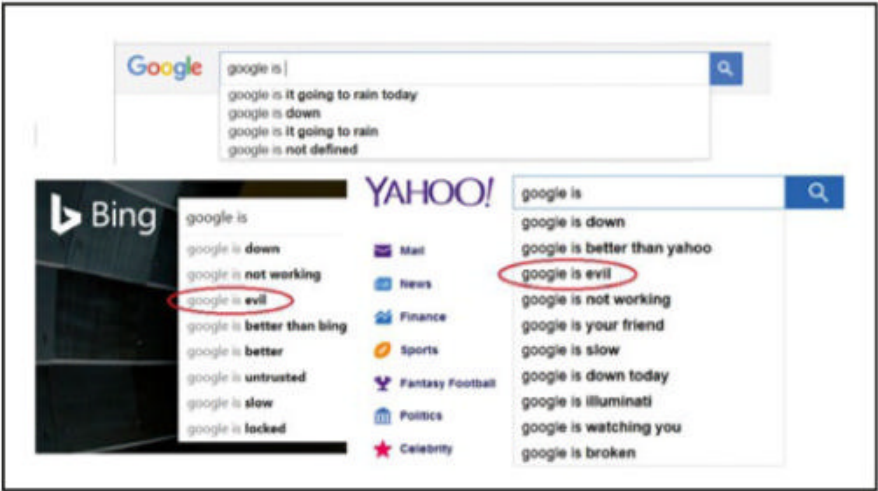 Google
google is
google is it going to rain today
google is down
google is it going to rain
google is not defined
Bing
google is
google is down
google is not working
google is evil
google is better than bing
google is better
google is untrusted
google is slow
google is locked
YAHOO!
Mail
News
Finance
Sports
Fantasy Football
Politics
Celebrity
google is
google is down
google is better than yahoo
google is evil
google is not working
google is your friend
google is slow
google is down today
google is illuminati
google is watching you
google is broken